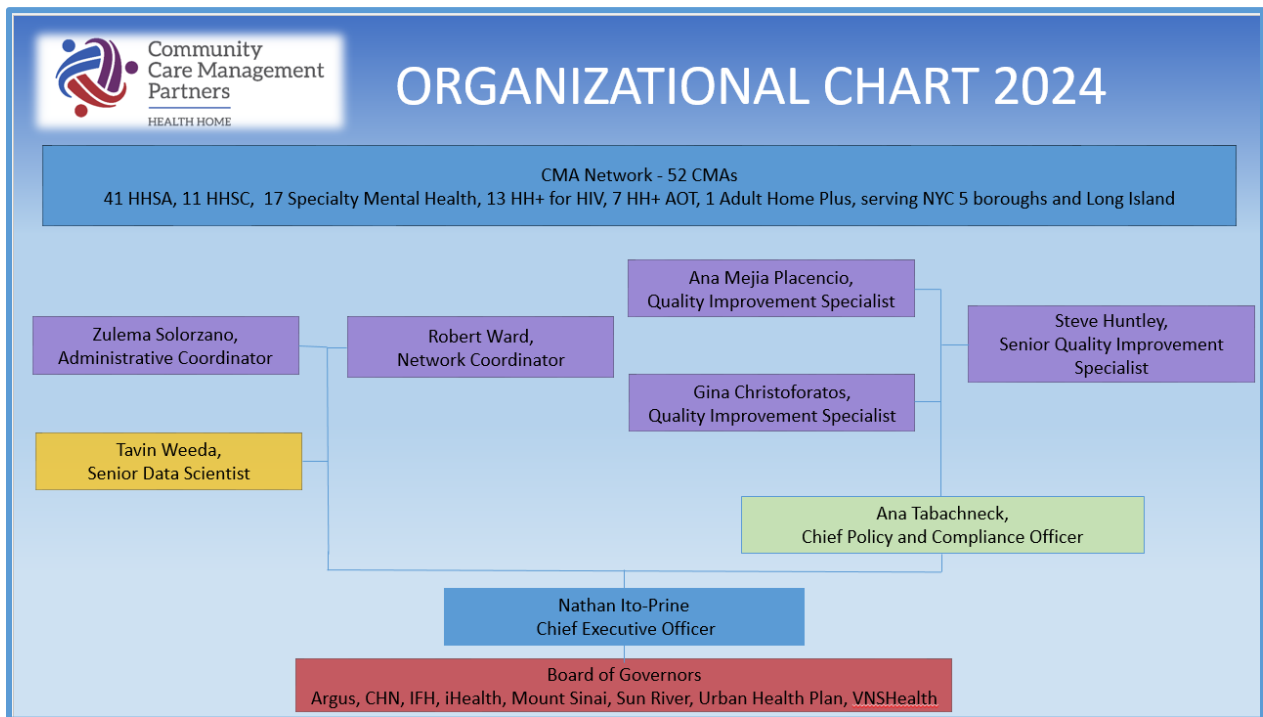 Community
Care Management
Partners
HEALTH HOME
ORGANIZATIONAL CHART 2024
CMA Network - 52 CMAs
41 HHSA, 11 HHSC, 17 Specialty Mental Health, 13 HH+ for HIV, 7 HH+ AOT, 1 Adult Home Plus, serving NYC 5 boroughs and Long Island
Ana Mejia Placencio,
Quality Improvement Specialist
Zulema Solorzano,
Administrative Coordinator
Robert Ward,
Network Coordinator
Steve Huntley,
Senior Quality Improvement
Specialist
Gina Christoforatos,
Quality Improvement Specialist
Tavin Weeda,
Senior Data Scientist
Ana Tabachneck,
Chief Policy and Compliance Officer
Nathan Ito-Prine
Chief Executive Officer
Board of Governors
Argus, CHN, IFH, iHealth, Mount Sinai, Sun River, Urban Health Plan, VNSHealth